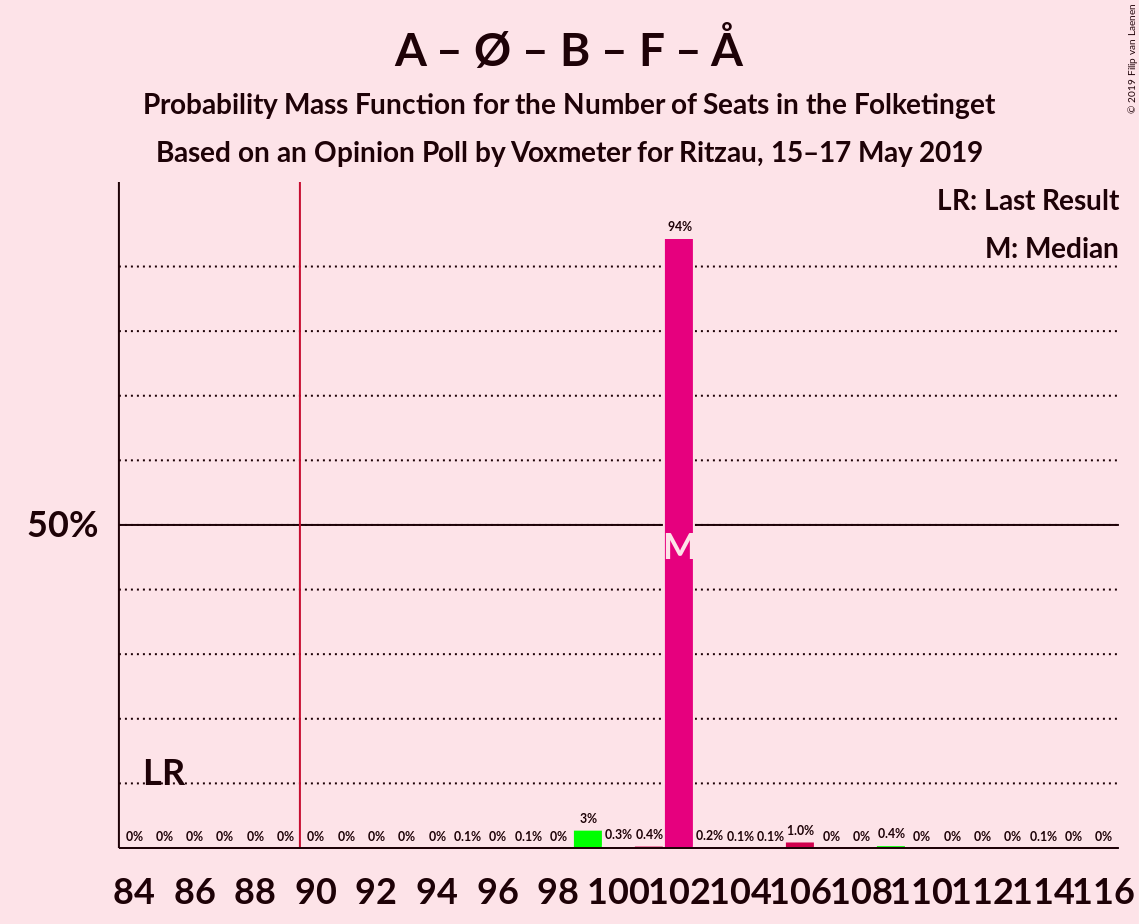 © 2019 Filip van Laenen
A – Ø – B – F – Å
Probability Mass Function for the Number of Seats in the Folketinget
Based on an Opinion Poll by Voxmeter for Ritzau, 15–17 May 2019
LR: Last Result
M: Median
94%
50%
M
LR
3%
0% 0% 0% 0% 0% 0% 0% 0% 0% 0% 0% 0.1% 0% 0.1% 0% 0.3% 0.4% 0.2% 0.1% 0.1% 1.0% 0% 0% 0.4% 0% 0% 0% 0% 0.1% 0% 0%
84 86 88 90 92 94 96 98 100 102 104 106 108 110 112 114 116